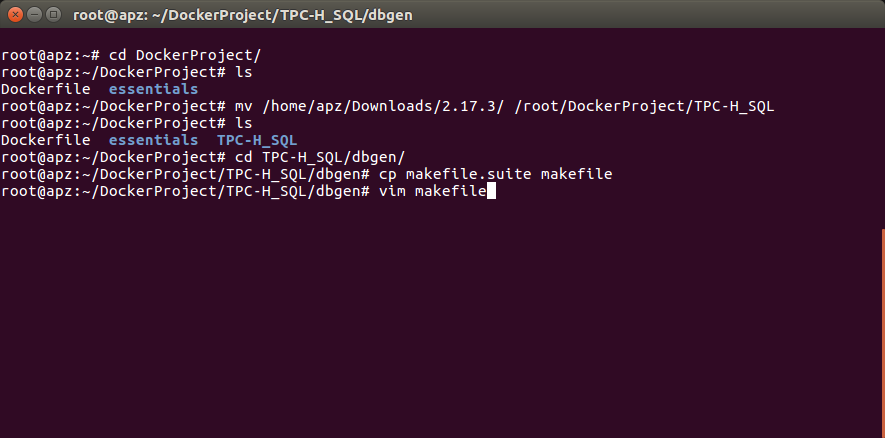 root@apz: ~/DockerProject/TPC-H_SQL/dbgen
root@apz:~# cd DockerProject/
root@apz:~/DockerProject# ls
Dockerfile  essentials
root@apz:~/DockerProject# mv /home/apz/Downloads/2.17.3/ /root/DockerProject/TPC-H_SQL
root@apz:~/DockerProject# ls
Dockerfile  essentials  TPC-H_SQL
root@apz:~/DockerProject# cd TPC-H_SQL/dbgen/
root@apz:~/DockerProject/TPC-H_SQL/dbgen# cp makefile.suite makefile
root@apz:~/DockerProject/TPC-H_SQL/dbgen# vim makefile